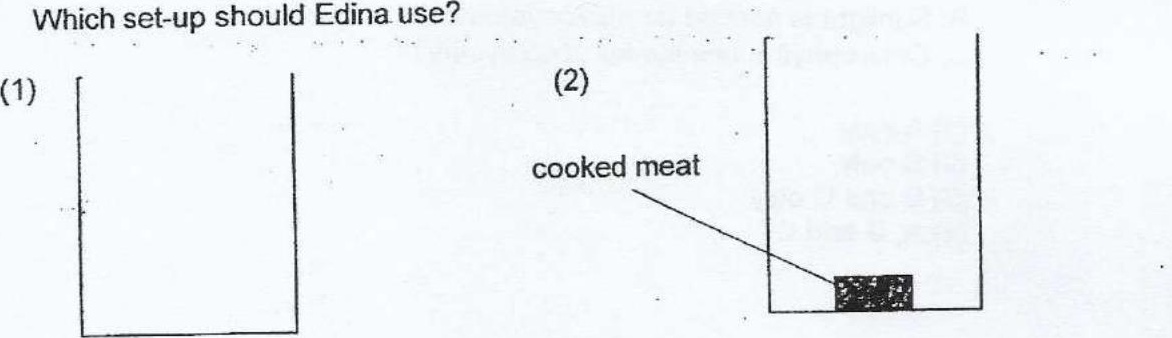 Which set-up should Edina use?
(1)
(2)
cooked meat